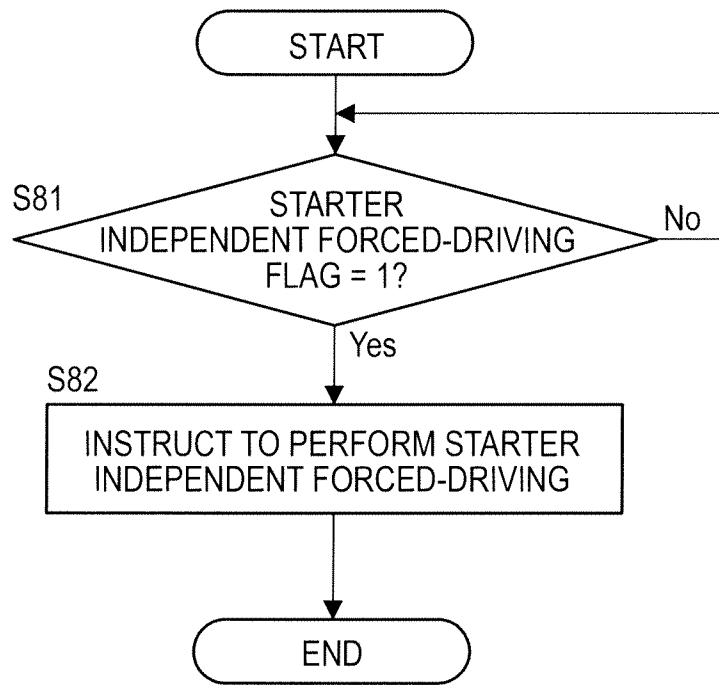 START
S81
STARTER
INDEPENDENT FORCED-DRIVING
FLAG = 1?
No
Yes
S82
INSTRUCT TO PERFORM STARTER
INDEPENDENT FORCED-DRIVING
END